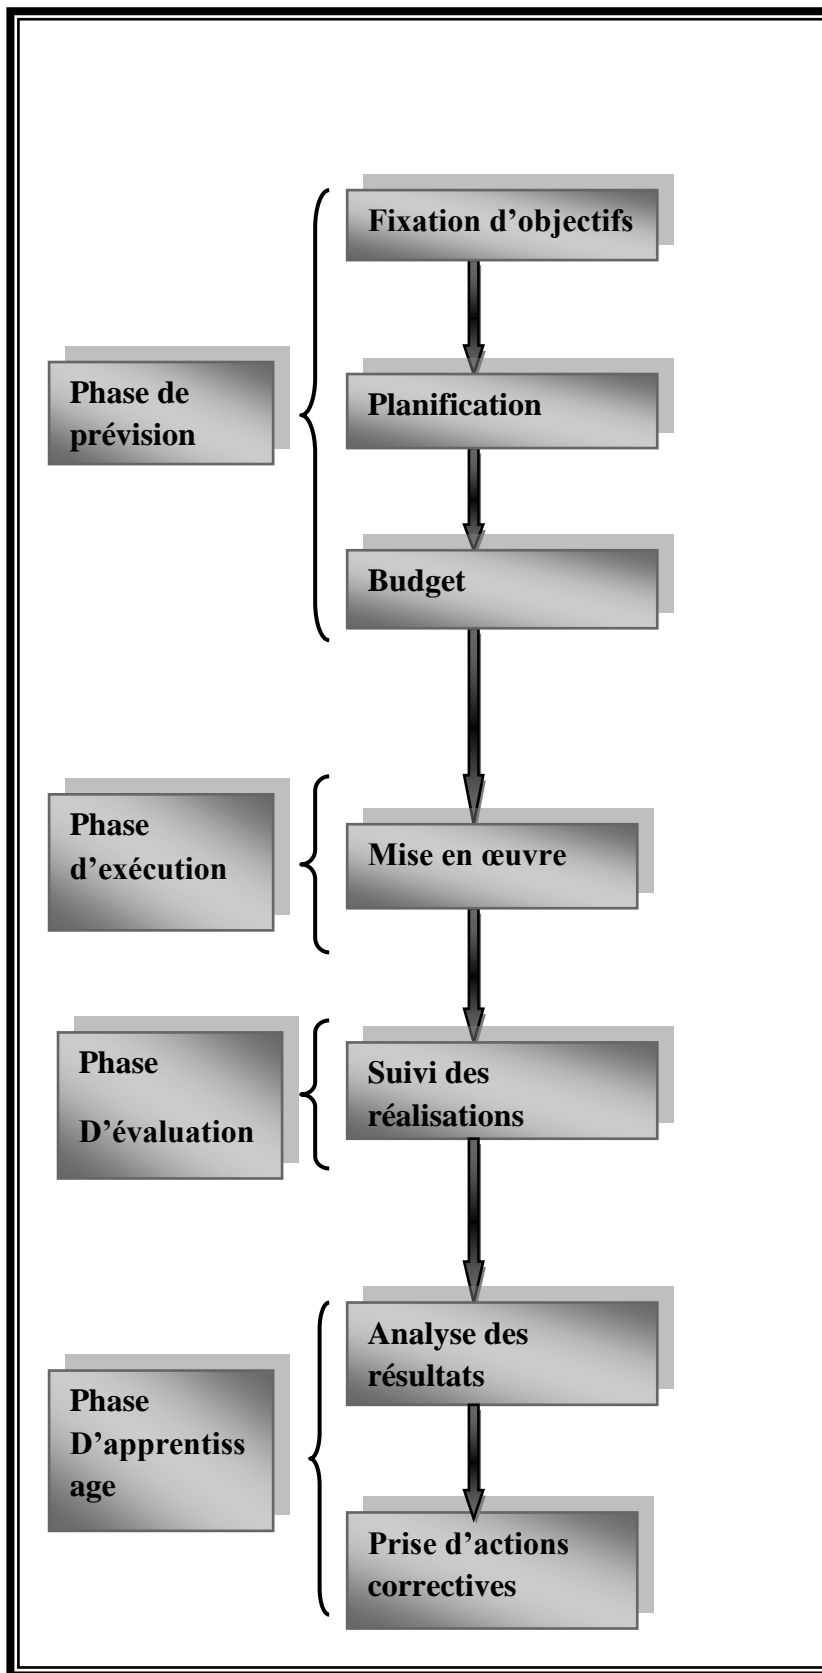 Fixation d’objectifs
Phase de
prévision
Planification
Budget
Phase
d’exécution
Mise en œuvre
Phase
D’évaluation
Suivi des
réalisations
Phase
D’apprentiss
age
Analyse des
résultats
Prise d’actions
correctives